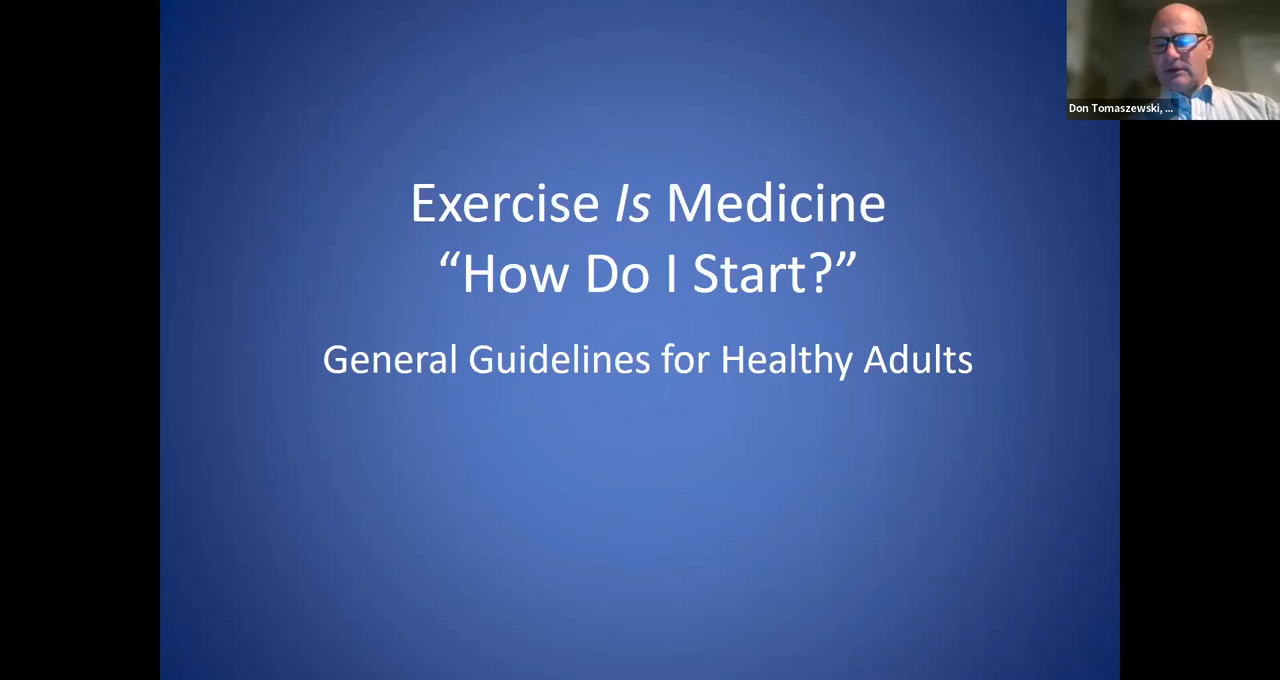 Exercise Is Medicine
“How Do I Start?”
General Guidelines for Healthy Adults
Don Tomaszewski, ...